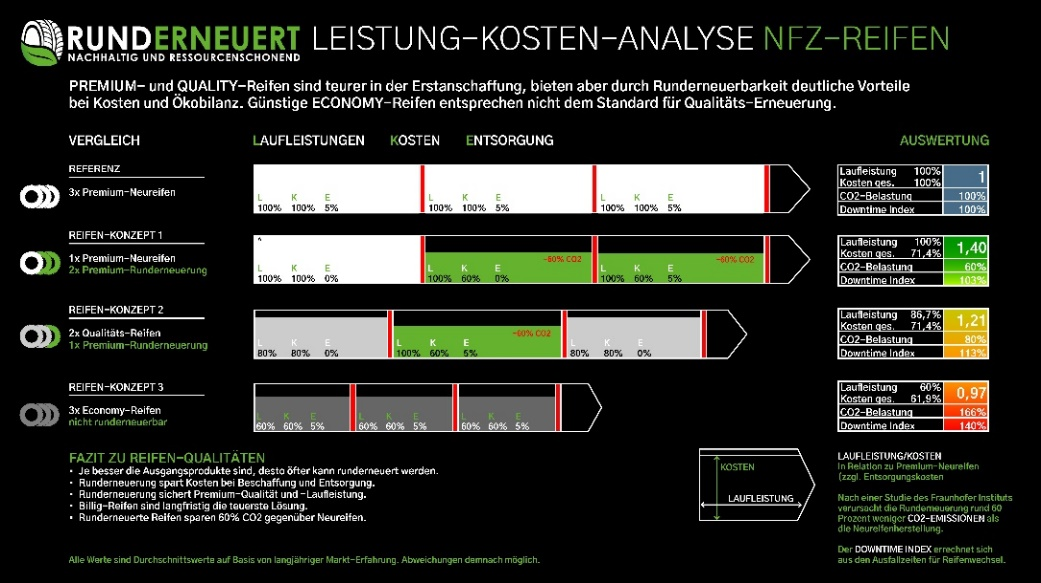 RUNDERNEUERT
NACHHALTIG UND RESSOURCENSCHONEND
LEISTUNG-KOSTEN-ANALYSE NFZ-REIFEN
PREMIUM- und QUALITY-Reifen sind teurer in der Erstanschaffung, bieten aber durch Runderneuerbarkeit deutliche Vorteile
bei Kosten und Ökobilanz. Günstige ECONOMY-Reifen entsprechen nicht dem Standard für Qualitäts-Erneuerung.
VERGLEICH LAUFLEISTUNGEN KOSTEN ENTSORGUNG AUSWERTUNG
REFERENZ
3x Premium-Neureifen
L K E L K E L K E
100% 100% 5% 100% 100% 5% 100% 100% 5%
Laufleistung 100%
Kosten ges. 100%
1
CO2-Belastung 100%
Downtime Index 100%
REIFEN-KONZEPT 1
1x Premium-Neureifen
2x Premium-Runderneuerung
-60% CO2 -60% CO2
L K E L K E L K E
100% 100% 0% 100% 60% 0% 100% 60% 5%
Laufleistung 100%
Kosten ges. 71,4%
1,40
CO2-Belastung 60%
Downtime Index 103%
REIFEN-KONZEPT 2
2x Qualitäts-Reifen
1x Premium-Runderneuerung
-60% CO2
L K E L K E L K E
80% 80% 0% 100% 60% 5% 80% 80% 0%
Laufleistung 86,7%
Kosten ges. 71,4%
1,21
CO2-Belastung 80%
Downtime Index 113%
REIFEN-KONZEPT 3
3x Economy-Reifen
nicht runderneuerbar
L K E L K E L K E
60% 60% 5% 60% 60% 5% 60% 60% 5%
Laufleistung 60%
Kosten ges. 61,9%
0,97
CO2-Belastung 166%
Downtime Index 140%
FAZIT ZU REIFEN-QUALITÄTEN
• Je besser die Ausgangsprodukte sind, desto öfter kann runderneuert werden.
• Runderneuerung spart Kosten bei Beschaffung und Entsorgung.
• Runderneuerung sichert Premium-Qualität und -Laufleistung.
• Billig-Reifen sind langfristig die teuerste Lösung.
• Runderneuerte Reifen sparen 60% CO2 gegenüber Neureifen.
KOSTEN
LAUFLEISTUNG
LAUFLEISTUNG/KOSTEN
In Relation zu Premium-Neureifen
(zzgl. Entsorgungskosten
Nach einer Studie des Fraunhofer Instituts
verursacht die Runderneuerung rund 60
Prozent weniger CO2-EMISSIONEN als
die Neureifenherstellung.
Der DOWNTIME INDEX errechnet sich
aus den Ausfallzeiten für Reifenwechsel.
Alle Werte sind Durchschnittswerte auf Basis von langjähriger Markt-Erfahrung. Abweichungen demnach möglich.